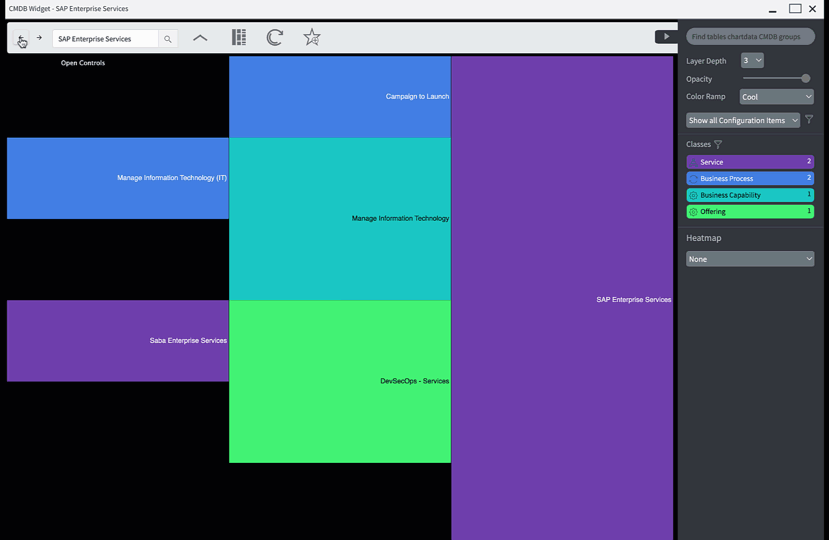 CMDB Widget - SAP Enterprise Services
SAP Enterprise Services
Open Controls
Campaign to Launch
Manage Information Technology (IT)
Manage Information Technology
SAP Enterprise Services
Saba Enterprise Services
DevSecOps - Services
Find tables chartdata CMDB groups
Layer Depth 3
Opacity
Color Ramp Cool
Show all Configuration Items
Classes
Service 2
Business Process 2
Business Capability 1
Offering 1
Heatmap
None